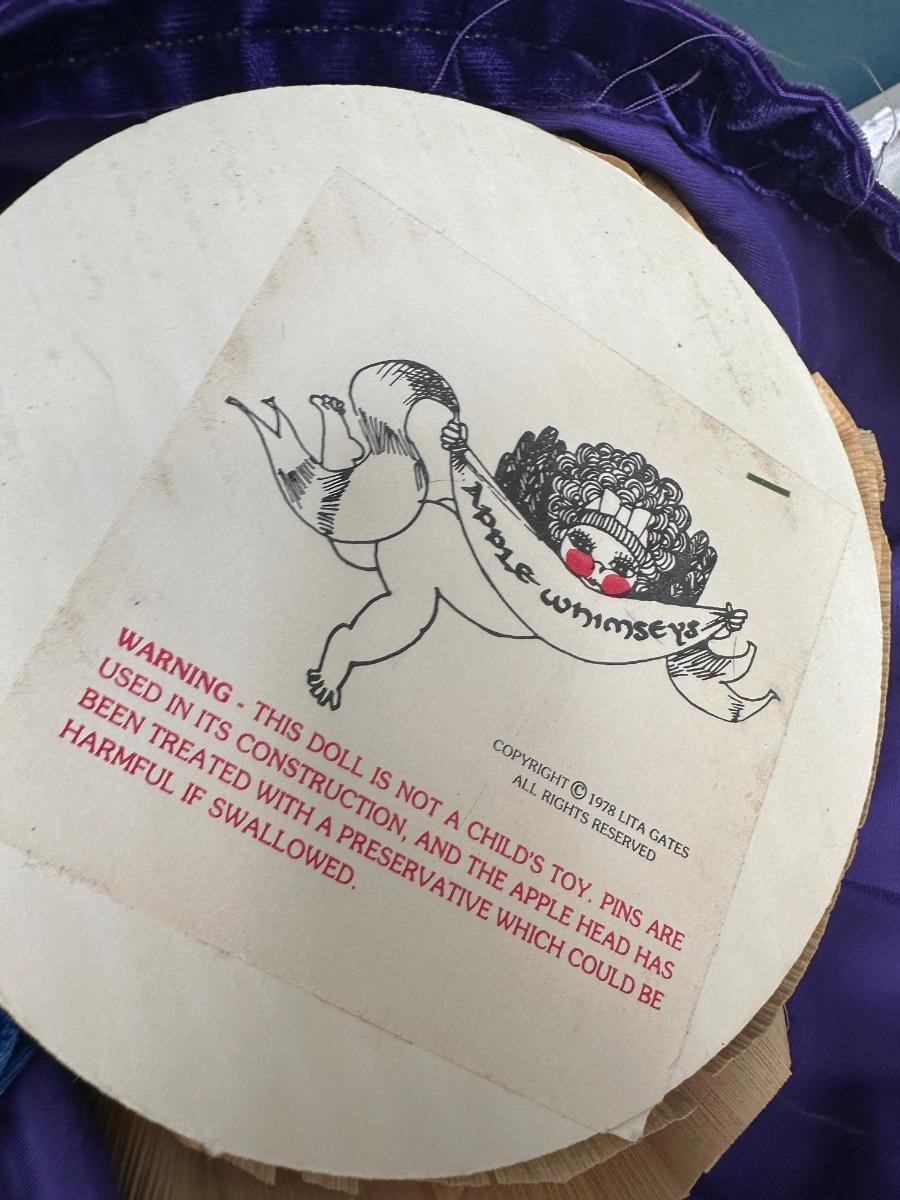 Apple Whimseys
COPYRIGHT © 1978 LITA GATES
ALL RIGHTS RESERVED
WARNING - THIS DOLL IS NOT A CHILD'S TOY. PINS ARE
USED IN ITS CONSTRUCTION, AND THE APPLE HEAD HAS
BEEN TREATED WITH A PRESERVATIVE WHICH COULD BE
HARMFUL IF SWALLOWED.